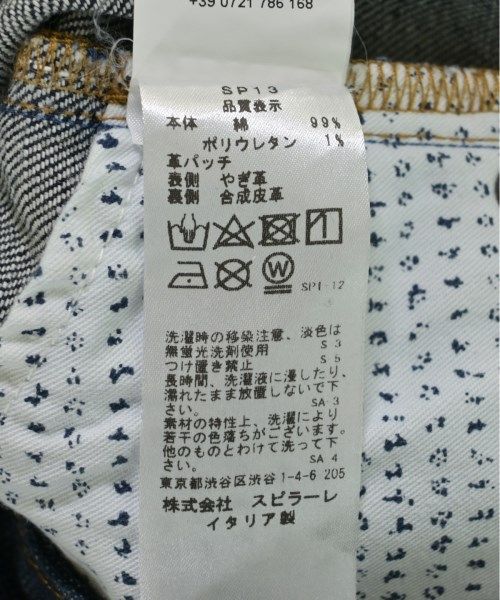 +39 0721 786 168
SP13
品質表示
本体 綿 99%
ポリウレタン 1%
革パッチ
表側 やぎ革
裏側 合成皮革
W
SP1-12
洗濯時の移染注意、淡色は
無蛍光洗剤使用 S 3
つけ置き禁止 S 5
長時間、洗濯液に浸したり、
濡れたまま放置しないで下
さい。 SA 3
素材の特性上、洗濯により
若干の色落ちがございます。
他のものとわけて洗って下
さい。 SA 4
東京都渋谷区渋谷 1-4-6 205
株式会社 スピラーレ
イタリア製